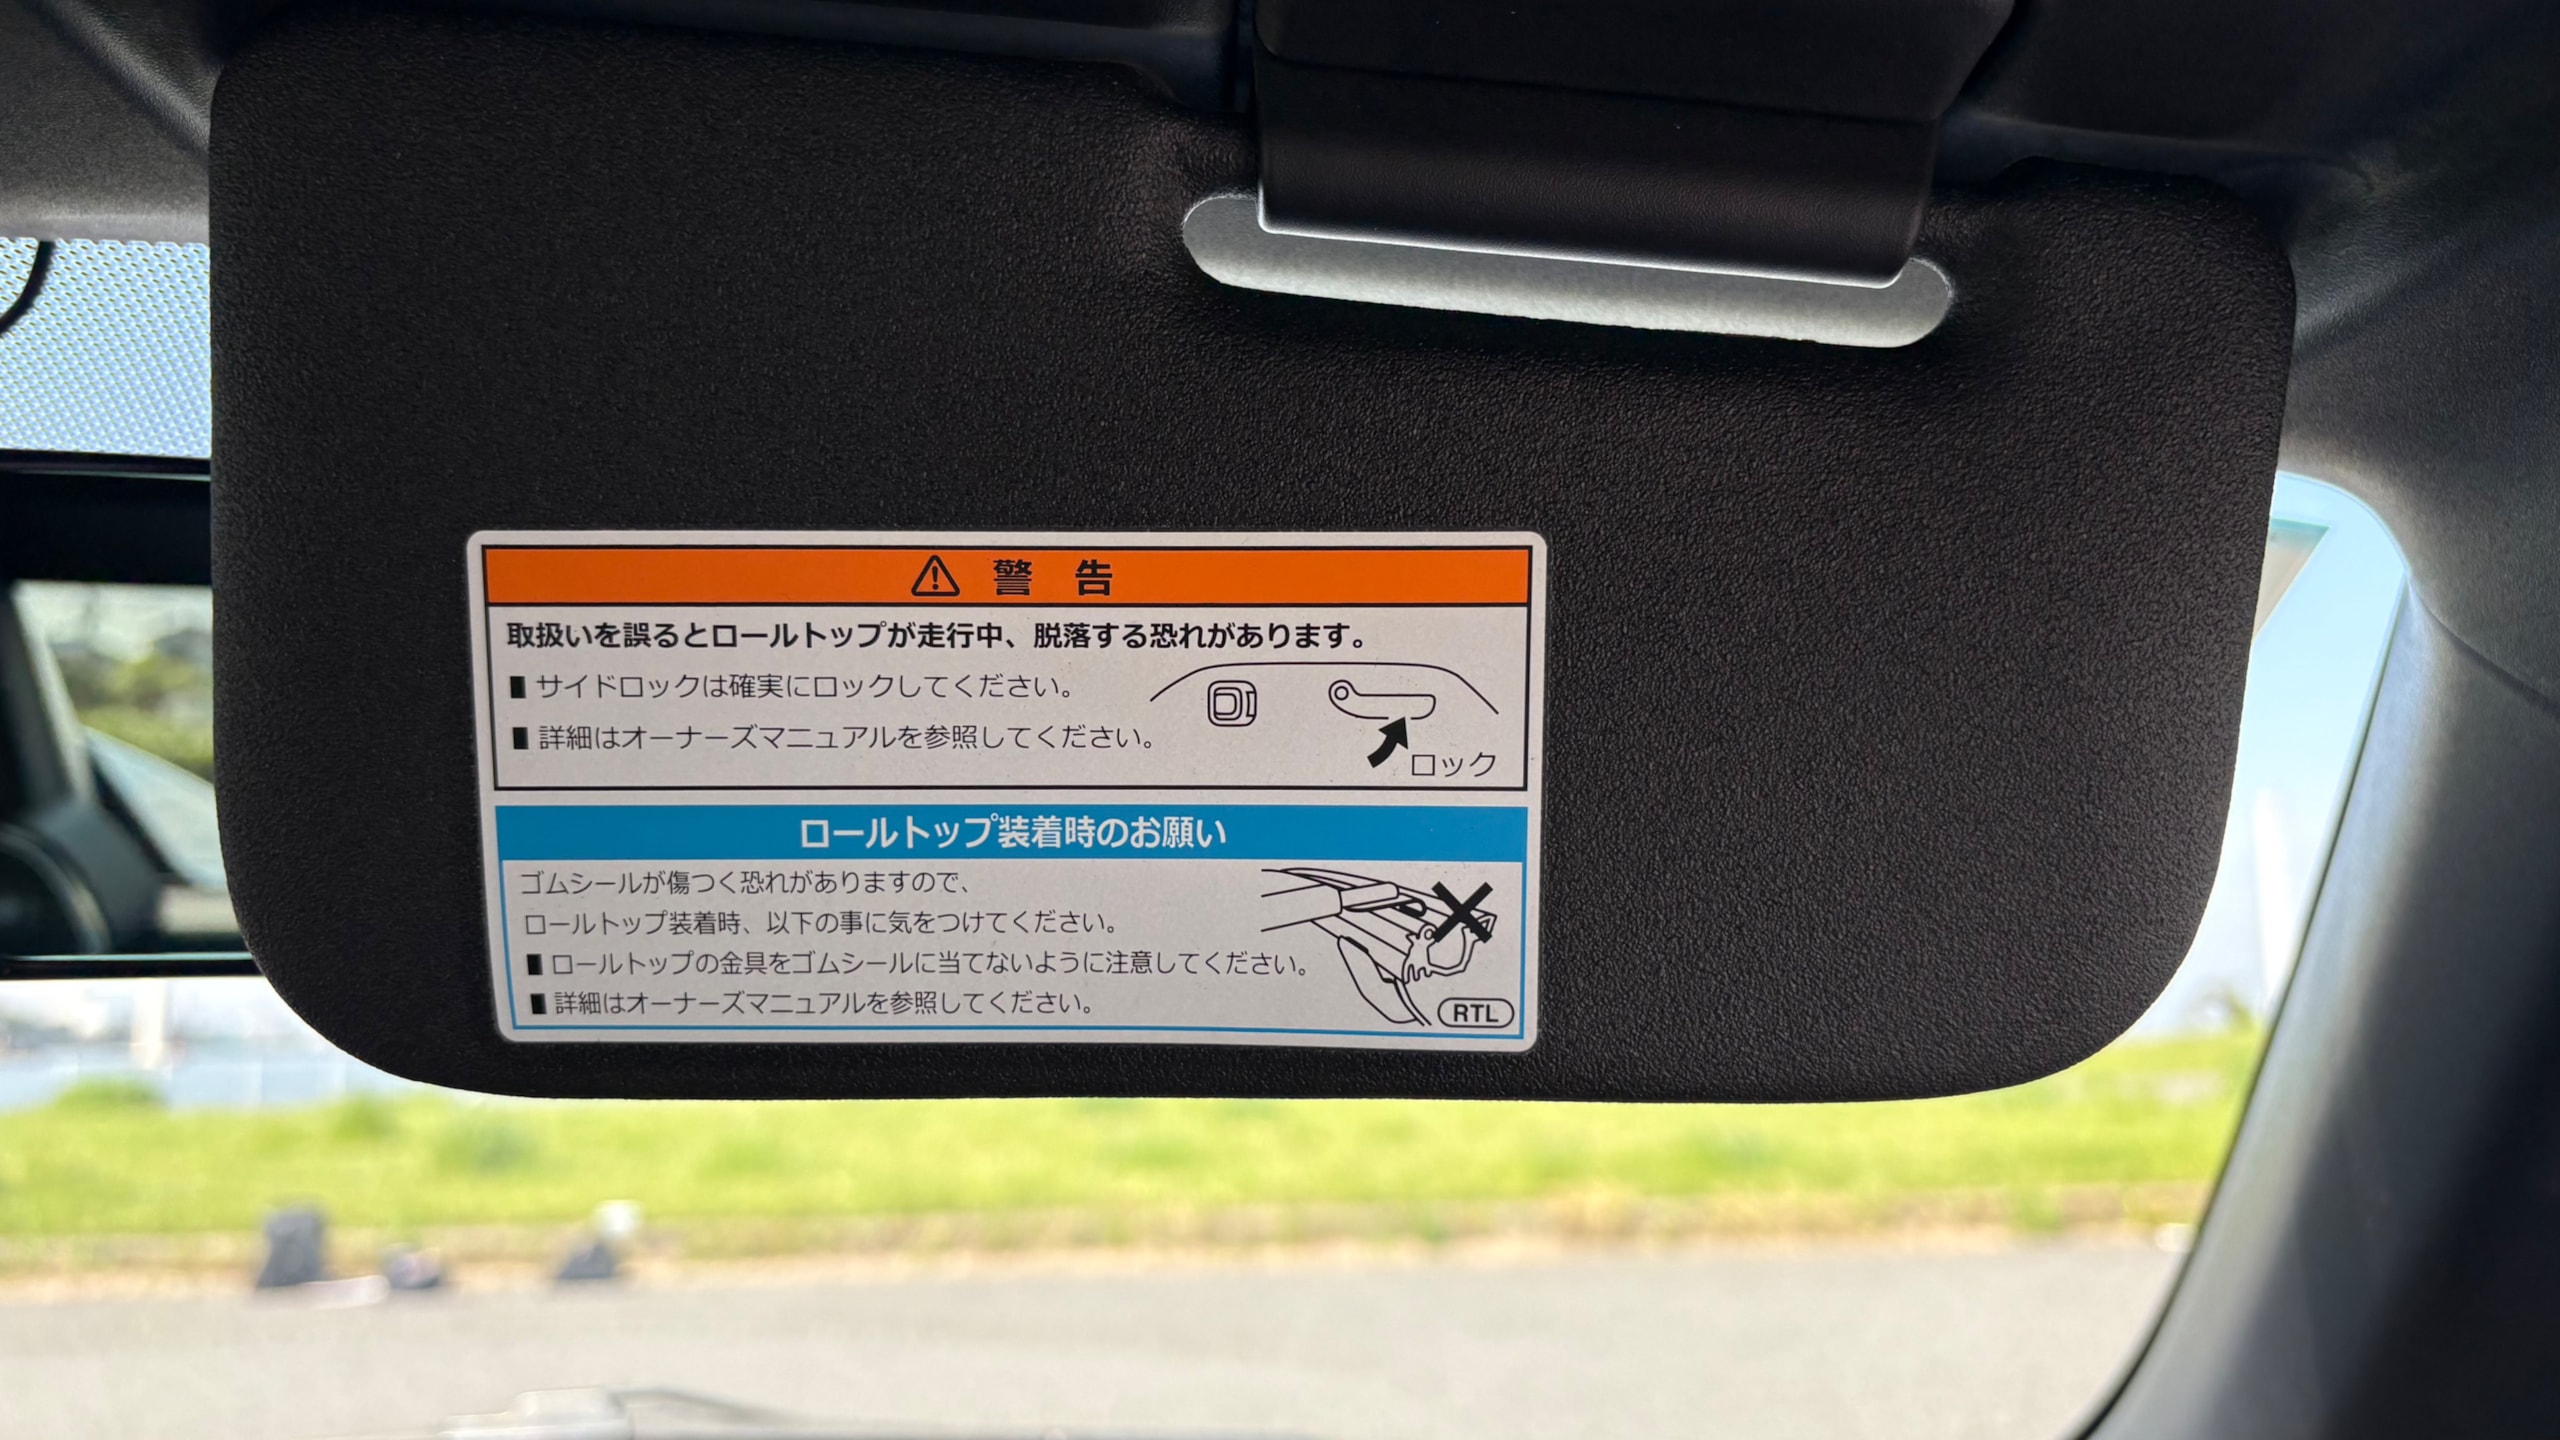 ⚠ 警 告
取扱いを誤るとロールトップが走行中、脱落する恐れがあります。
■ サイドロックは確実にロックしてください。
■ 詳細はオーナーズマニュアルを参照してください。
ロック
ロールトップ装着時のお願い
ゴムシールが傷つく恐れがありますので、
ロールトップ装着時、以下の事に気をつけてください。
■ ロールトップの金具をゴムシールに当てないように注意してください。
■ 詳細はオーナーズマニュアルを参照してください。
RTL